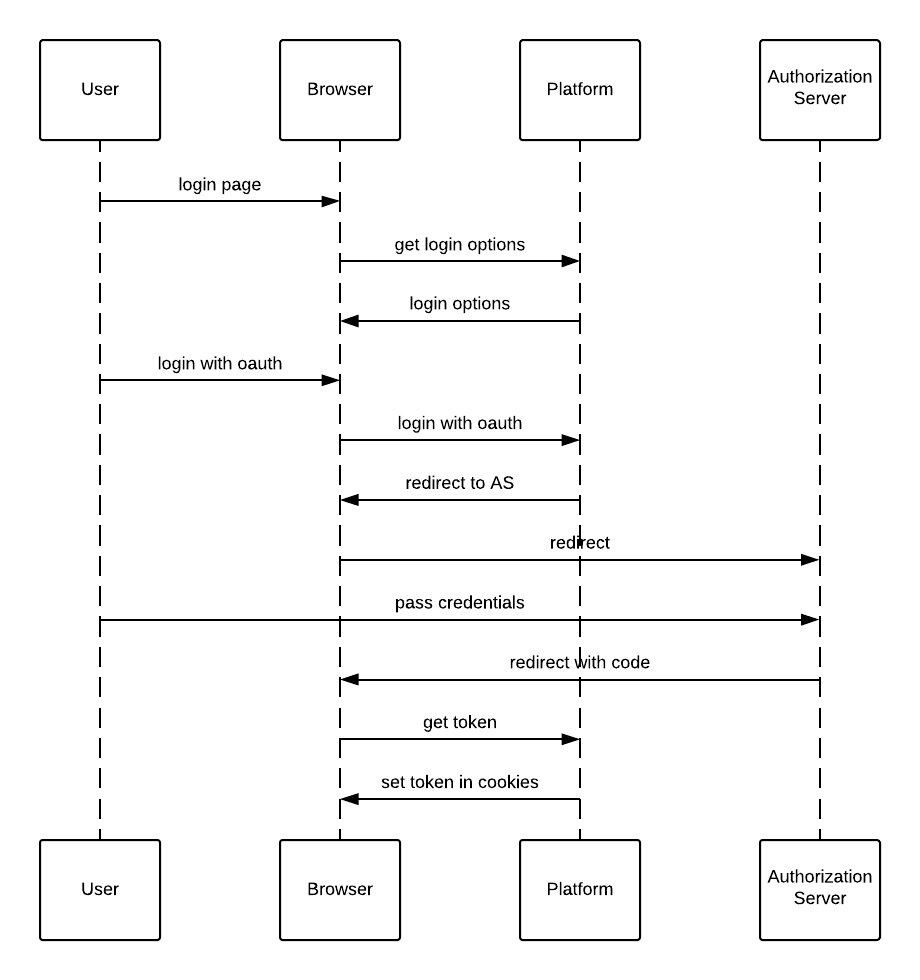 User
Browser
Platform
Authorization
Server
login page
get login options
login options
login with oauth
login with oauth
redirect to AS
redirect
pass credentials
redirect with code
get token
set token in cookies
User
Browser
Platform
Authorization
Server